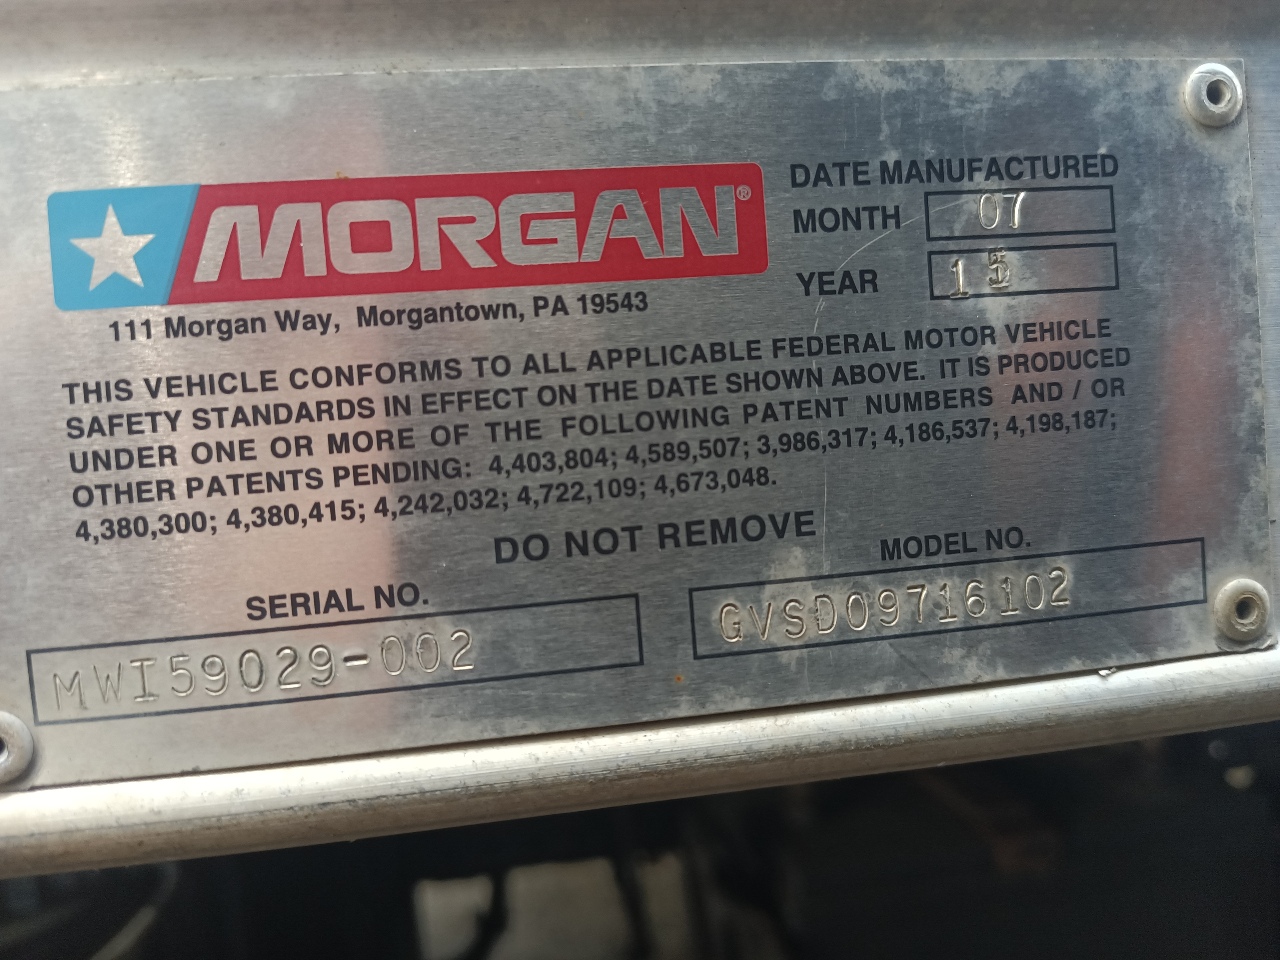 MORGAN®
111 Morgan Way, Morgantown, PA 19543
DATE MANUFACTURED
MONTH 07
YEAR 15
THIS VEHICLE CONFORMS TO ALL APPLICABLE FEDERAL MOTOR VEHICLE
SAFETY STANDARDS IN EFFECT ON THE DATE SHOWN ABOVE. IT IS PRODUCED
UNDER ONE OR MORE OF THE FOLLOWING PATENT NUMBERS AND / OR
OTHER PATENTS PENDING: 4,403,804; 4,589,507; 3,986,317; 4,186,537; 4,198,187;
4,380,300; 4,380,415; 4,242,032; 4,722,109; 4,673,048.
DO NOT REMOVE
SERIAL NO.
MWI59029-002
MODEL NO.
GVSD09716102